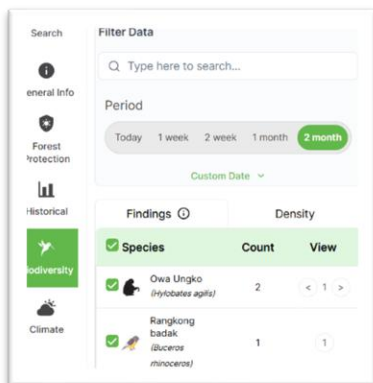 Search
Filter Data
Type here to search...
eneral Info
Period
Today 1 week 2 week 1 month 2 month
Forest
Protection
Custom Date
Historical
Findings Density
Species Count View
iodiversity
Owa Ungko
(Hylobates agilis) 2 < 1 >
Climate
Rangkong
badak
(Buceros
rhinoceros) 1 1